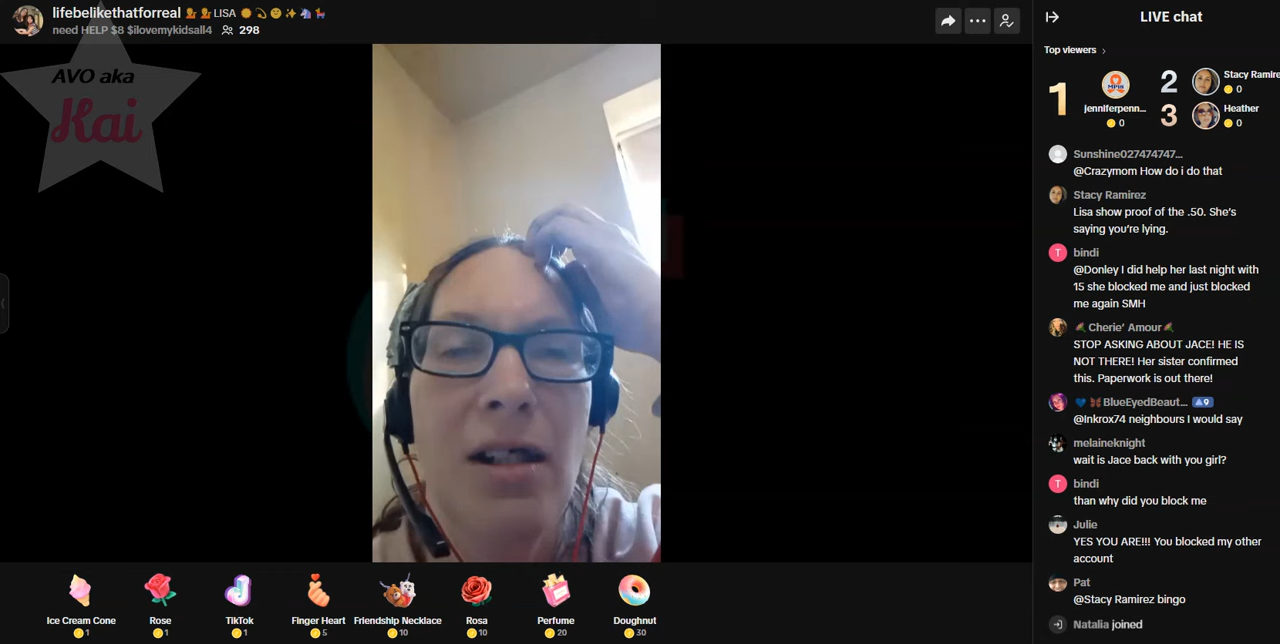 lifebelikethatforreal LISA
need HELP $8 $ilovemykidsall4 298
AVO aka
Kai
LIVE chat
Top viewers
1
jenniferpenn...
0
2
Stacy Ramire
0
3
Heather
0
Sunshine027474747...
@Crazymom How do i do that
Stacy Ramirez
Lisa show proof of the .50. She's
saying you're lying.
T bindi
@Donley I did help her last night with
15 she blocked me and just blocked
me again SMH
Cherie' Amour
STOP ASKING ABOUT JACE! HE IS
NOT THERE! Her sister confirmed
this. Paperwork is out there!
BlueEyedBeaut... 9
@Inkrox74 neighbours I would say
melaineknight
wait is Jace back with you girl?
T bindi
than why did you block me
Julie
YES YOU ARE!!! You blocked my other
account
Pat
@Stacy Ramirez bingo
Natalia joined
Ice Cream Cone
1
Rose
1
TikTok
1
Finger Heart
5
Friendship Necklace
10
Rosa
10
Perfume
20
Doughnut
30